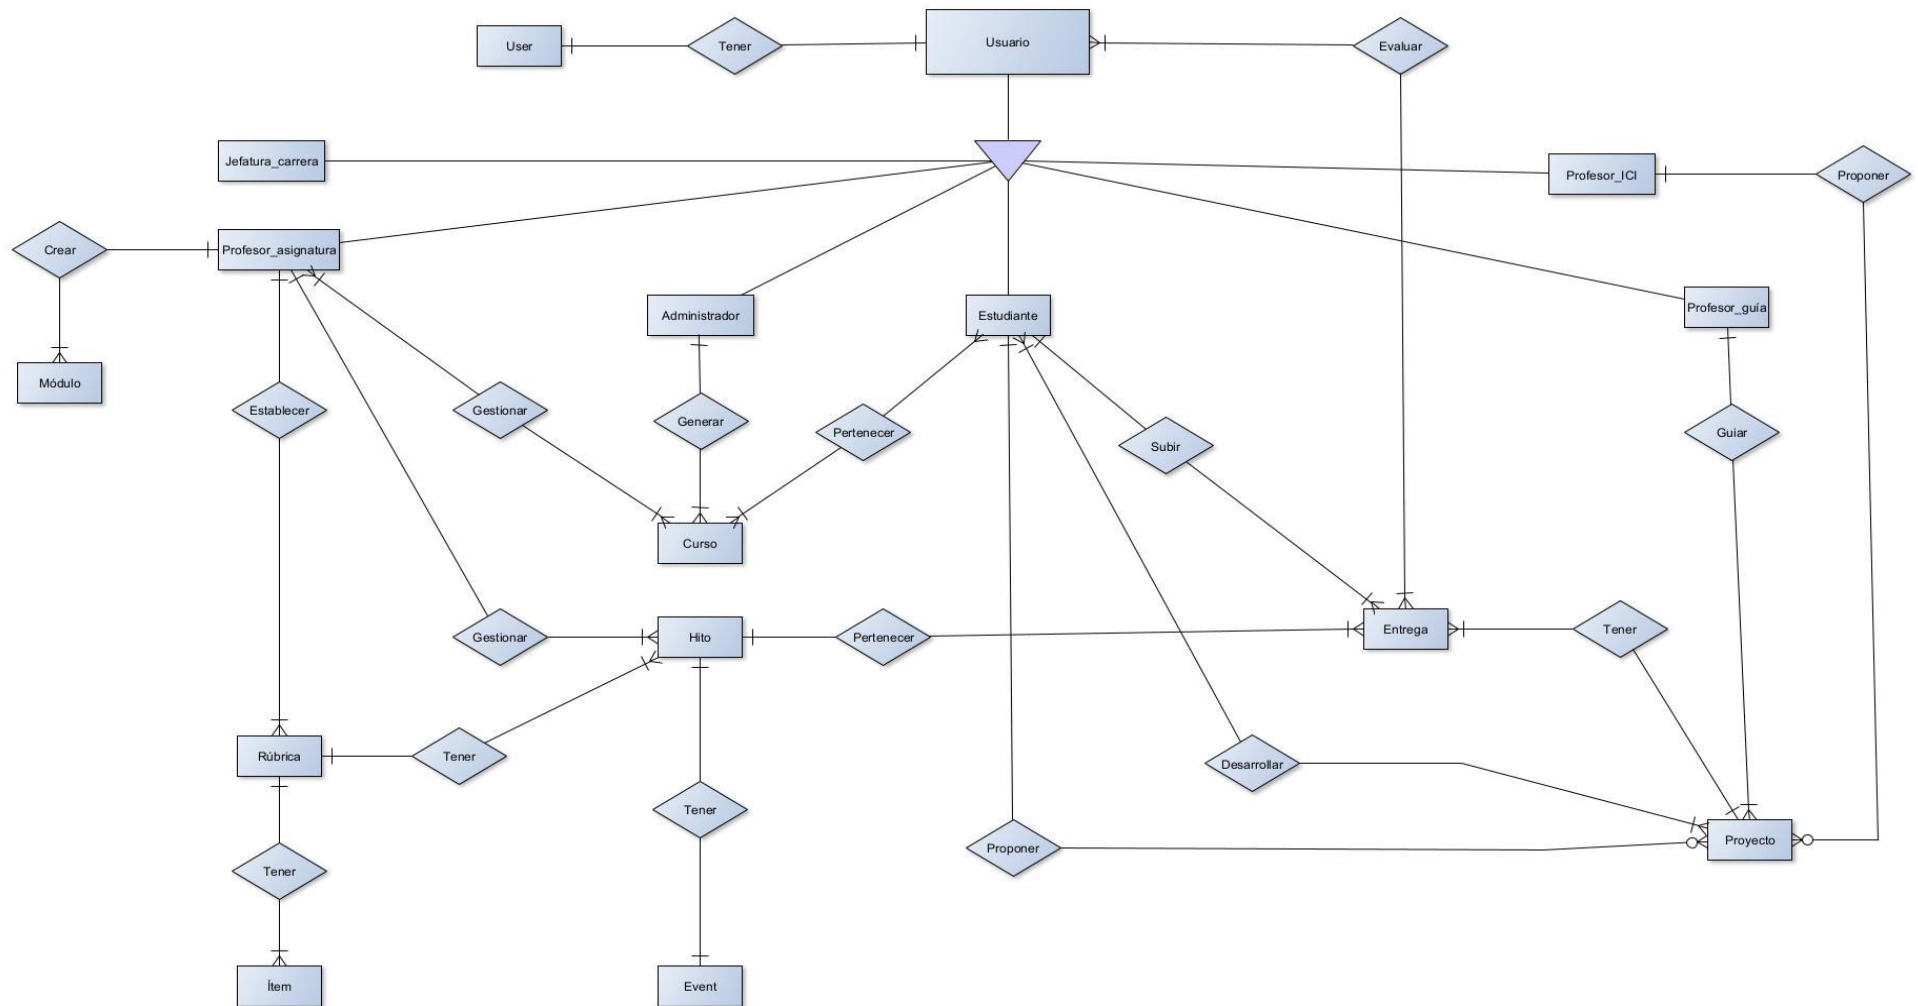 User
Tener
Usuario
Evaluar
Jefatura_carrera
Profesor_ICI
Proponer
Crear
Profesor_asignatura
Administrador
Estudiante
Profesor_guía
Módulo
Establecer
Gestionar
Generar
Pertenecer
Subir
Guiar
Curso
Gestionar
Hito
Pertenecer
Entrega
Tener
Rúbrica
Tener
Tener
Desarrollar
Proponer
Proyecto
Tener
Ítem
Event